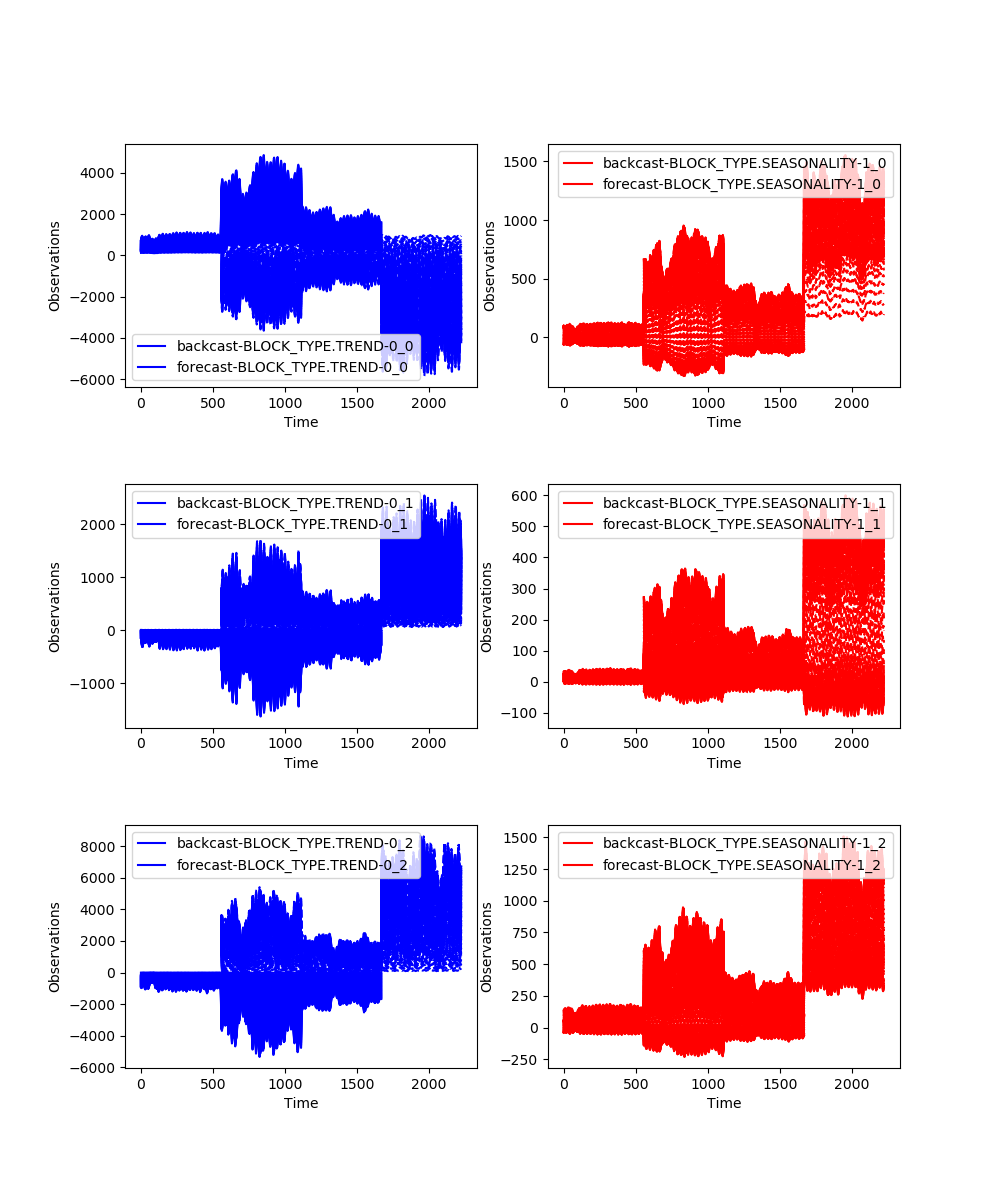 4000
2000
0
−2000
−4000
−6000
Observations
backcast-BLOCK_TYPE.TREND-0_0
forecast-BLOCK_TYPE.TREND-0_0
0 500 1000 1500 2000
Time
1500
1000
500
0
Observations
backcast-BLOCK_TYPE.SEASONALITY-1_0
forecast-BLOCK_TYPE.SEASONALITY-1_0
0 500 1000 1500 2000
Time
2000
1000
0
−1000
Observations
backcast-BLOCK_TYPE.TREND-0_1
forecast-BLOCK_TYPE.TREND-0_1
0 500 1000 1500 2000
Time
600
500
400
300
200
100
0
−100
Observations
backcast-BLOCK_TYPE.SEASONALITY-1_1
forecast-BLOCK_TYPE.SEASONALITY-1_1
0 500 1000 1500 2000
Time
8000
6000
4000
2000
0
−2000
−4000
−6000
Observations
backcast-BLOCK_TYPE.TREND-0_2
forecast-BLOCK_TYPE.TREND-0_2
0 500 1000 1500 2000
Time
1500
1250
1000
750
500
250
0
−250
Observations
backcast-BLOCK_TYPE.SEASONALITY-1_2
forecast-BLOCK_TYPE.SEASONALITY-1_2
0 500 1000 1500 2000
Time